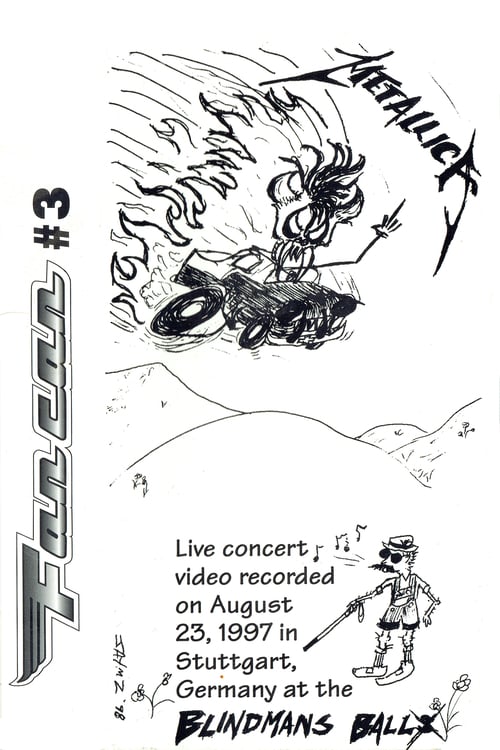 Fan can #3
METALLICA
Live concert
video recorded
on August
23, 1997 in
Stuttgart,
Germany at the
BLINDMANS BALL